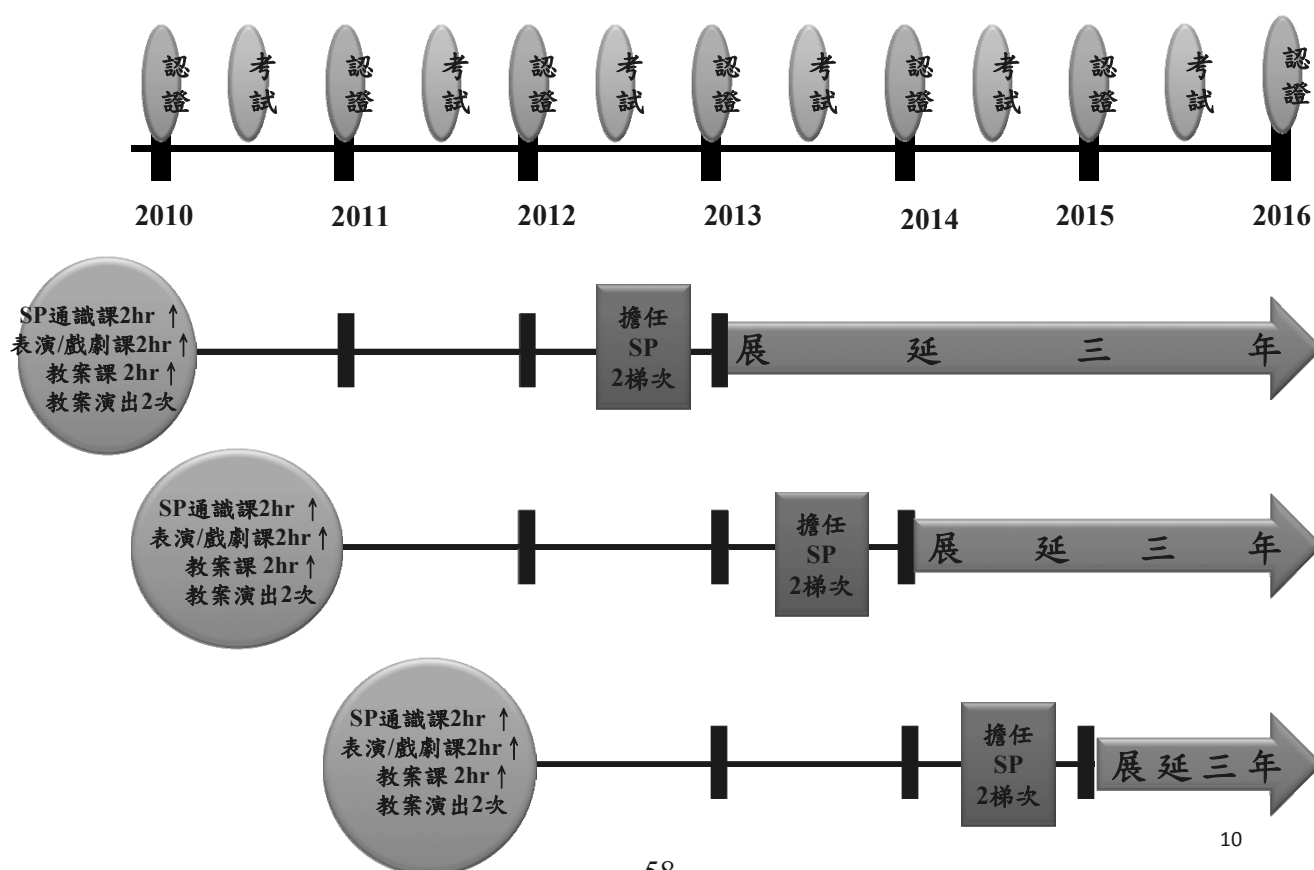 認證
考試
認證
考試
認證
考試
認證
考試
認證
考試
認證
考試
認證
2010
2011
2012
2013
2014
2015
2016
SP通識課2hr ↑
表演/戲劇課2hr ↑
教案課 2hr ↑
教案演出2次
擔任
SP
2梯次
展延三年
SP通識課2hr ↑
表演/戲劇課2hr ↑
教案課 2hr ↑
教案演出2次
擔任
SP
2梯次
展延三年
SP通識課2hr ↑
表演/戲劇課2hr ↑
教案課 2hr ↑
教案演出2次
擔任
SP
2梯次
展延三年
10